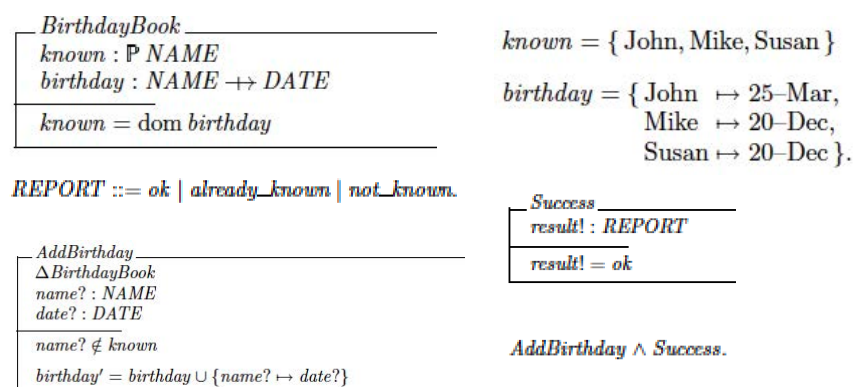 BirthdayBook
known : ℙ NAME
birthday : NAME ⇸ DATE
known = dom birthday
REPORT ::= ok | already_known | not_known.
AddBirthday
ΔBirthdayBook
name? : NAME
date? : DATE
name? ∉ known
birthday′ = birthday ∪ {name? ↦ date?}
known = { John, Mike, Susan }
birthday = { John ↦ 25–Mar,
Mike ↦ 20–Dec,
Susan ↦ 20–Dec }.
Success
result! : REPORT
result! = ok
AddBirthday ∧ Success.